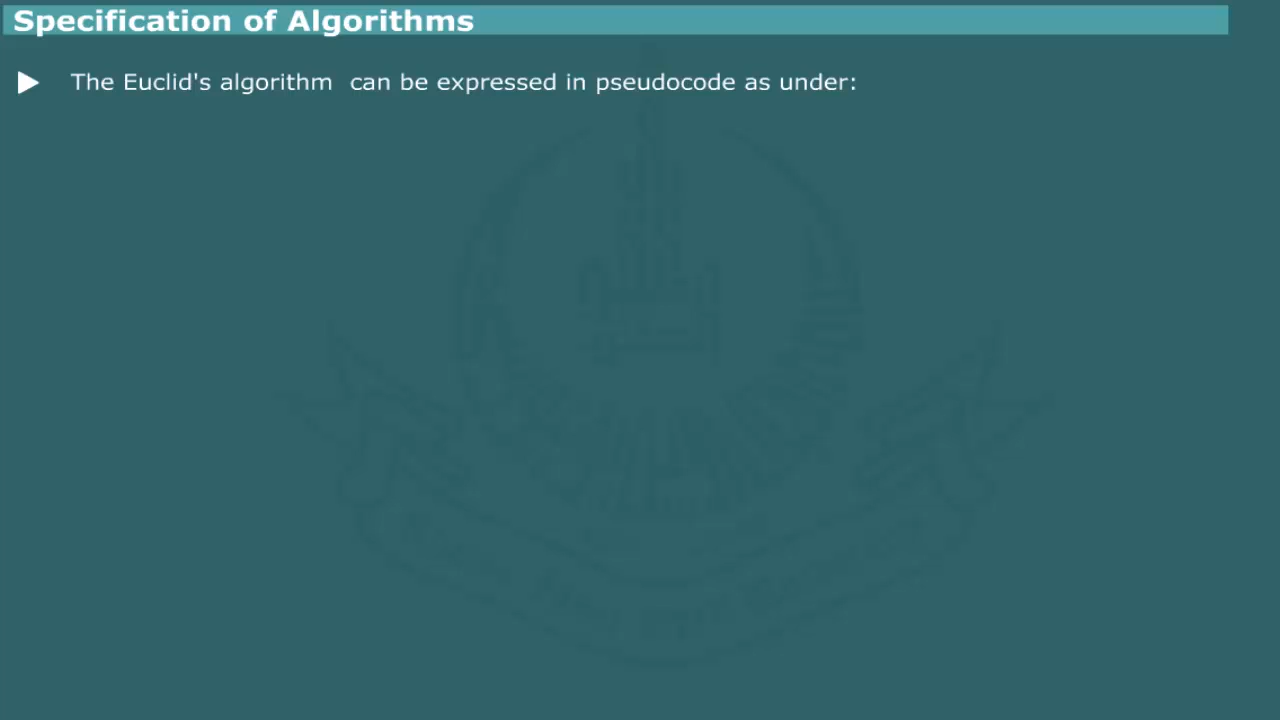 Specification of Algorithms
The Euclid's algorithm  can be expressed in pseudocode as under: